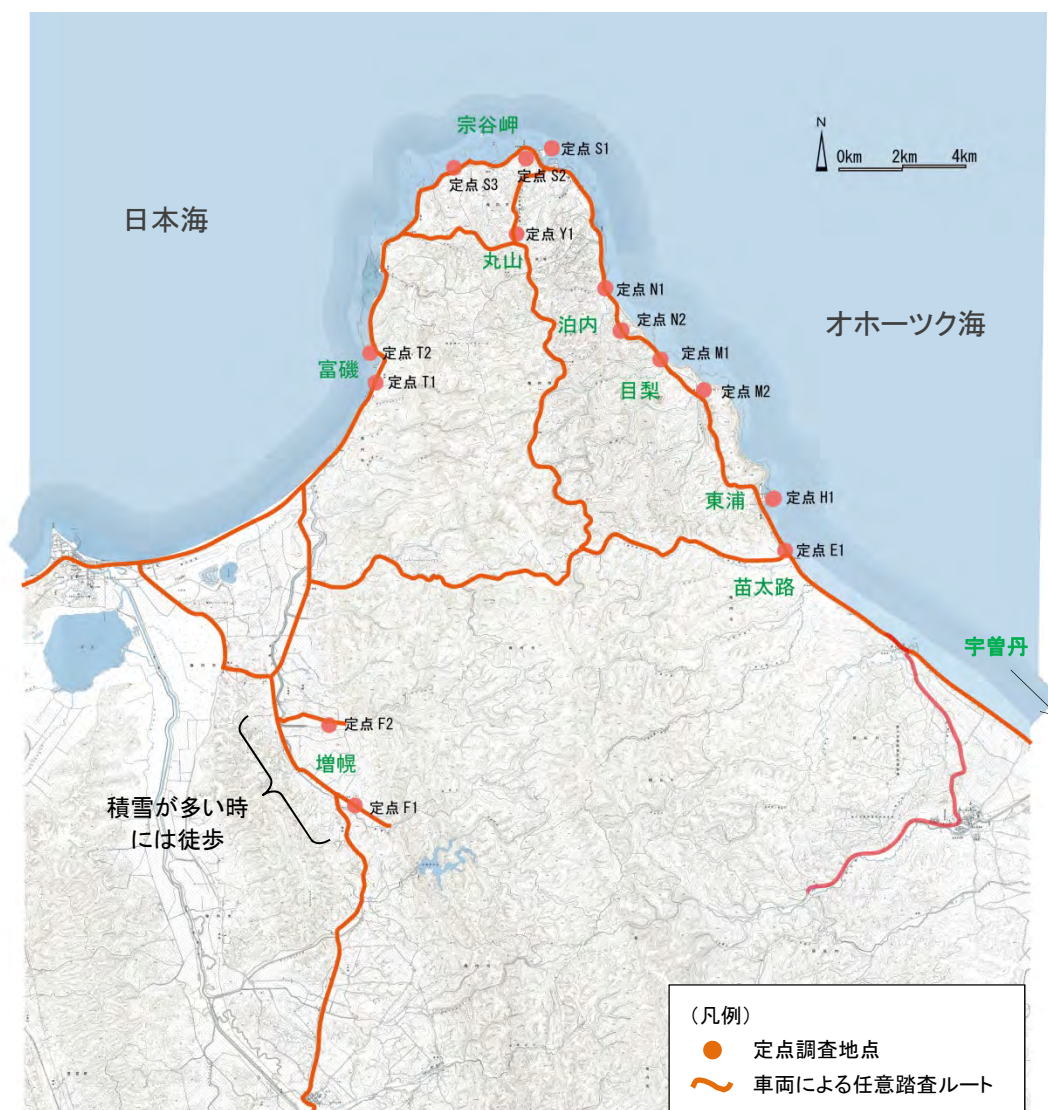 宗谷岬
定点 S1
定点 S2
定点 S3
N
0km 2km 4km
日本海
定点 Y1
丸山
定点 N1
オホーツク海
泊内
定点 N2
定点 T2
富磯
定点 M1
定点 T1
目梨
定点 M2
東浦
定点 H1
定点 E1
苗太路
宇曽丹
定点 F2
増幌
積雪が多い時
には徒歩
定点 F1
(凡例)
定点調査地点
車両による任意踏査ルート